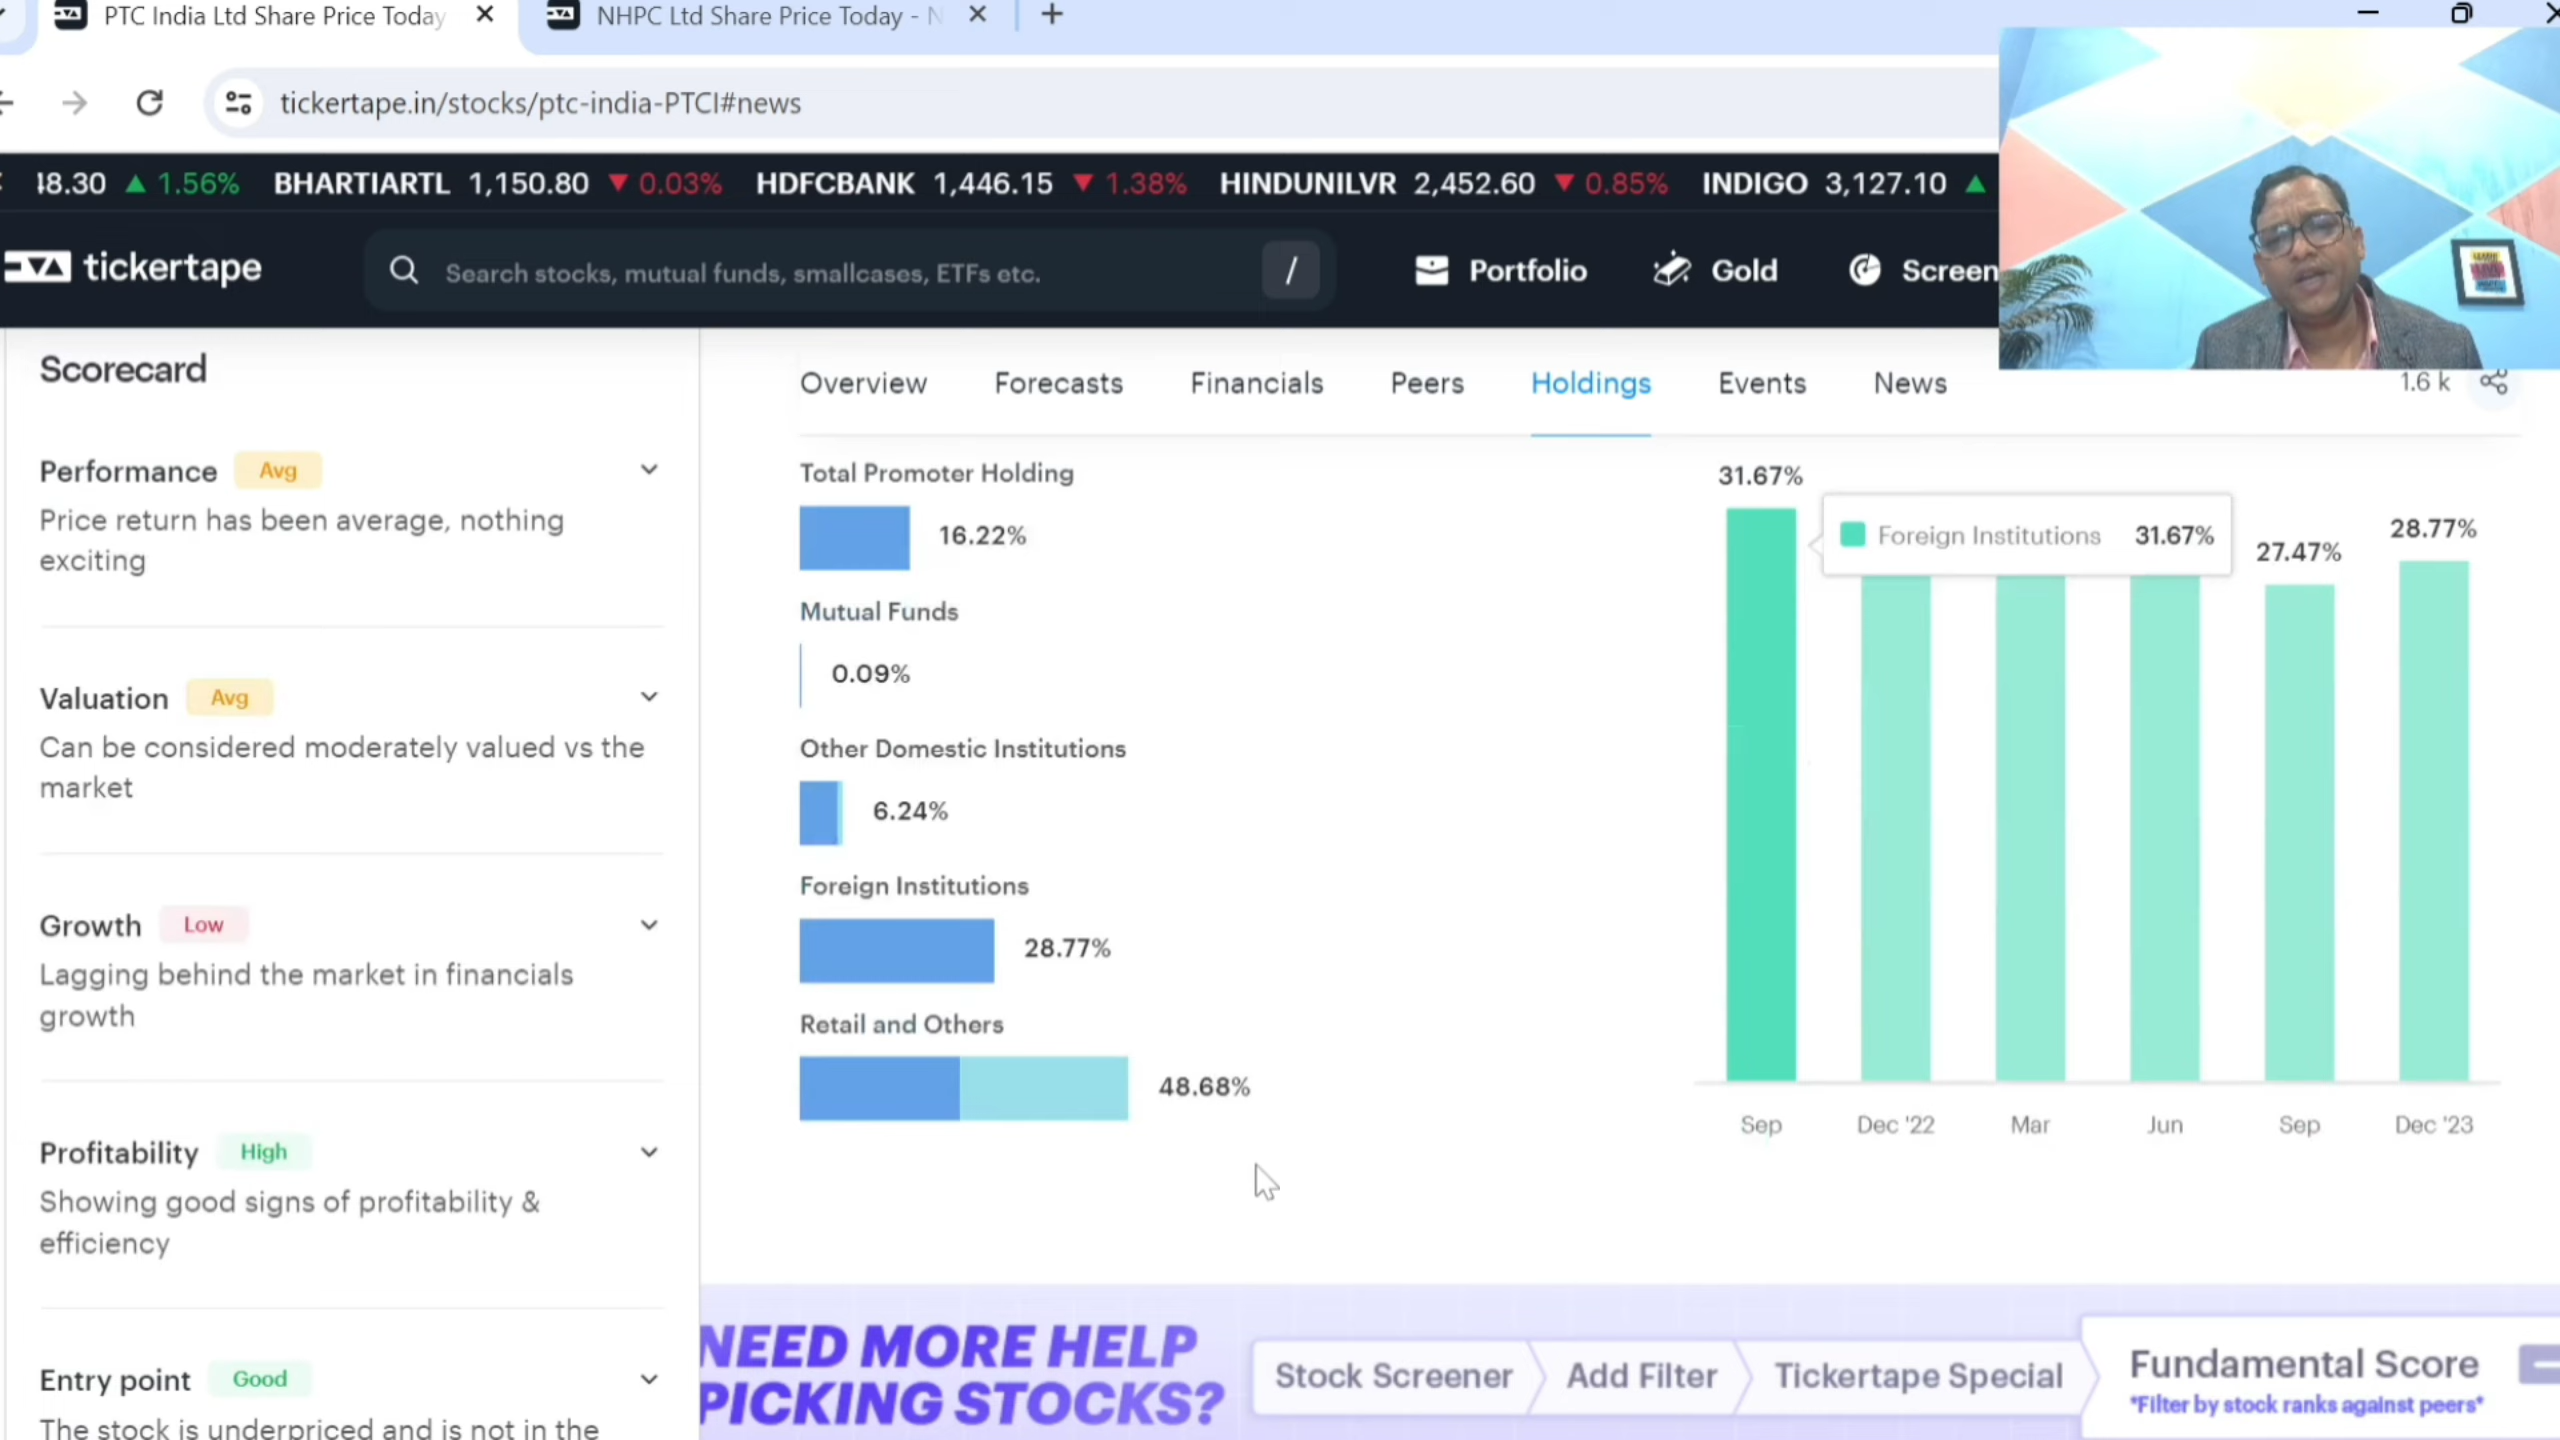 PTC India Ltd Share Price Today
NHPC Ltd Share Price Today - N
tickertape.in/stocks/ptc-india-PTCI#news
18.30 ▲ 1.56% BHARTIARTL 1,150.80 ▼ 0.03% HDFCBANK 1,446.15 ▼ 1.38% HINDUNILVR 2,452.60 ▼ 0.85% INDIGO 3,127.10 ▲
tickertape
Search stocks, mutual funds, smallcases, ETFs etc.
/
Portfolio
Gold
Screen
Scorecard
Performance Avg
Price return has been average, nothing
exciting
Valuation Avg
Can be considered moderately valued vs the
market
Growth Low
Lagging behind the market in financials
growth
Profitability High
Showing good signs of profitability &
efficiency
Entry point Good
The stock is underpriced and is not in the
Overview Forecasts Financials Peers Holdings Events News
1.6 k
Total Promoter Holding
16.22%
Mutual Funds
0.09%
Other Domestic Institutions
6.24%
Foreign Institutions
28.77%
Retail and Others
48.68%
31.67%
Foreign Institutions 31.67%
27.47%
28.77%
Sep Dec '22 Mar Jun Sep Dec '23
NEED MORE HELP
PICKING STOCKS?
Stock Screener
Add Filter
Tickertape Special
Fundamental Score
*Filter by stock ranks against peers*